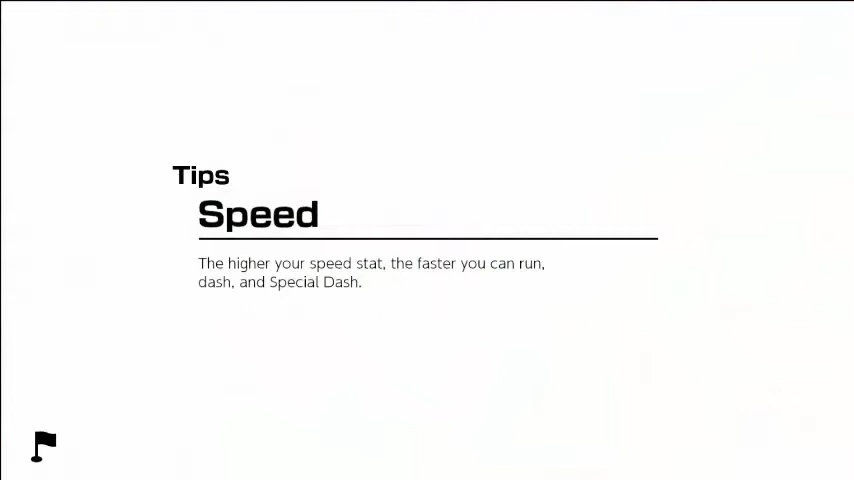 Tips
Speed
The higher your speed stat, the faster you can run,
dash, and Special Dash.